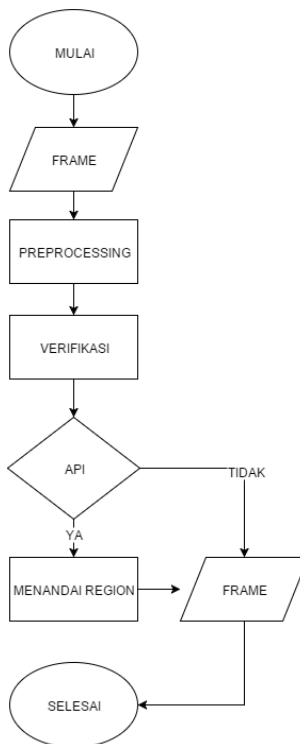 MULAI
FRAME
PREPROCESSING
VERIFIKASI
API
TIDAK
YA
MENANDAI REGION
FRAME
SELESAI